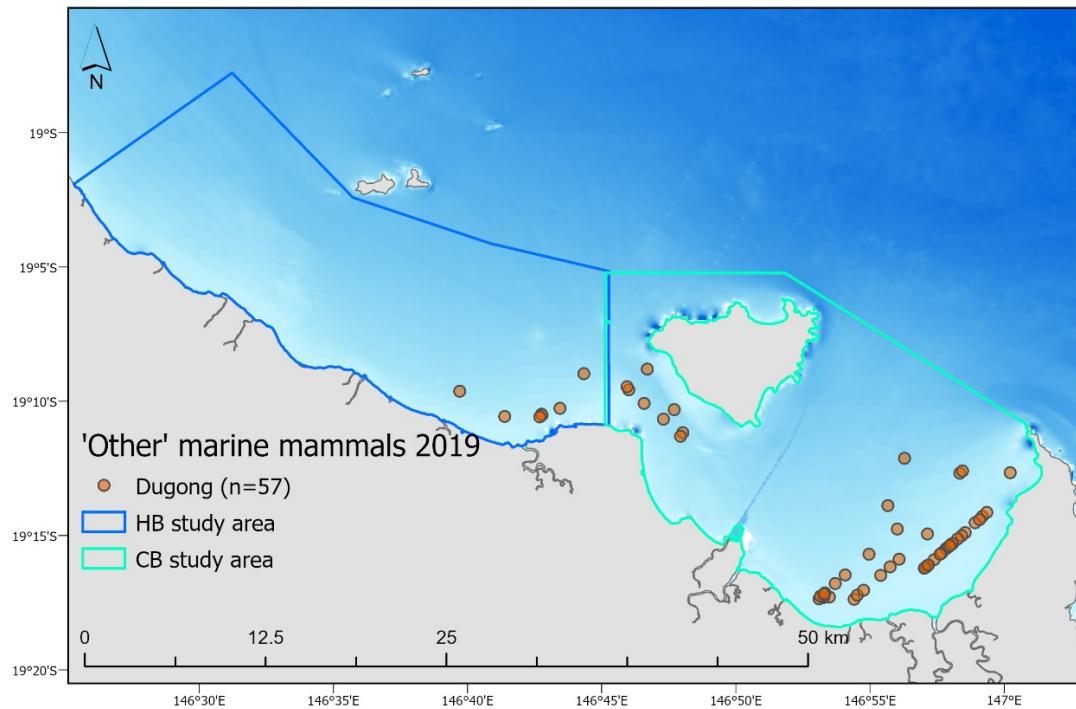 N
19°S
19°5'S
19°10'S
'Other' marine mammals 2019
Dugong (n=57)
HB study area
19°15'S
CB study area
0 12.5 25 50 km
19°20'S
146°30'E 146°35'E 146°40'E 146°45'E 146°50'E 146°55'E 147°E